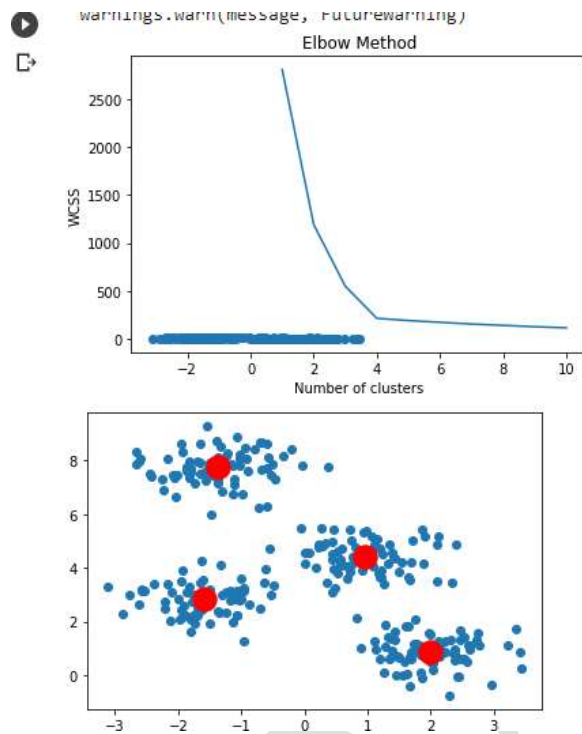 warnings.warn(message, FutureWarning)
Elbow Method
2500
2000
1500
1000
500
0
WCSS
−2 0 2 4 6 8 10
Number of clusters
8
6
4
2
0
−3 −2 −1 0 1 2 3